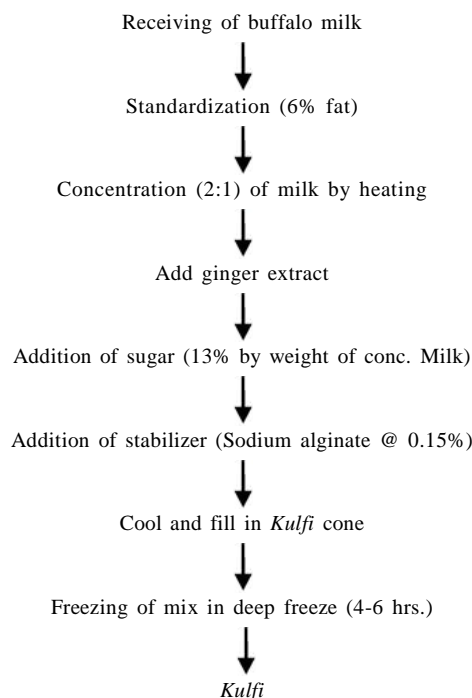 Receiving of buffalo milk
Standardization (6% fat)
Concentration (2:1) of milk by heating
Add ginger extract
Addition of sugar (13% by weight of conc. Milk)
Addition of stabilizer (Sodium alginate @ 0.15%)
Cool and fill in Kulfi cone
Freezing of mix in deep freeze (4-6 hrs.)
Kulfi